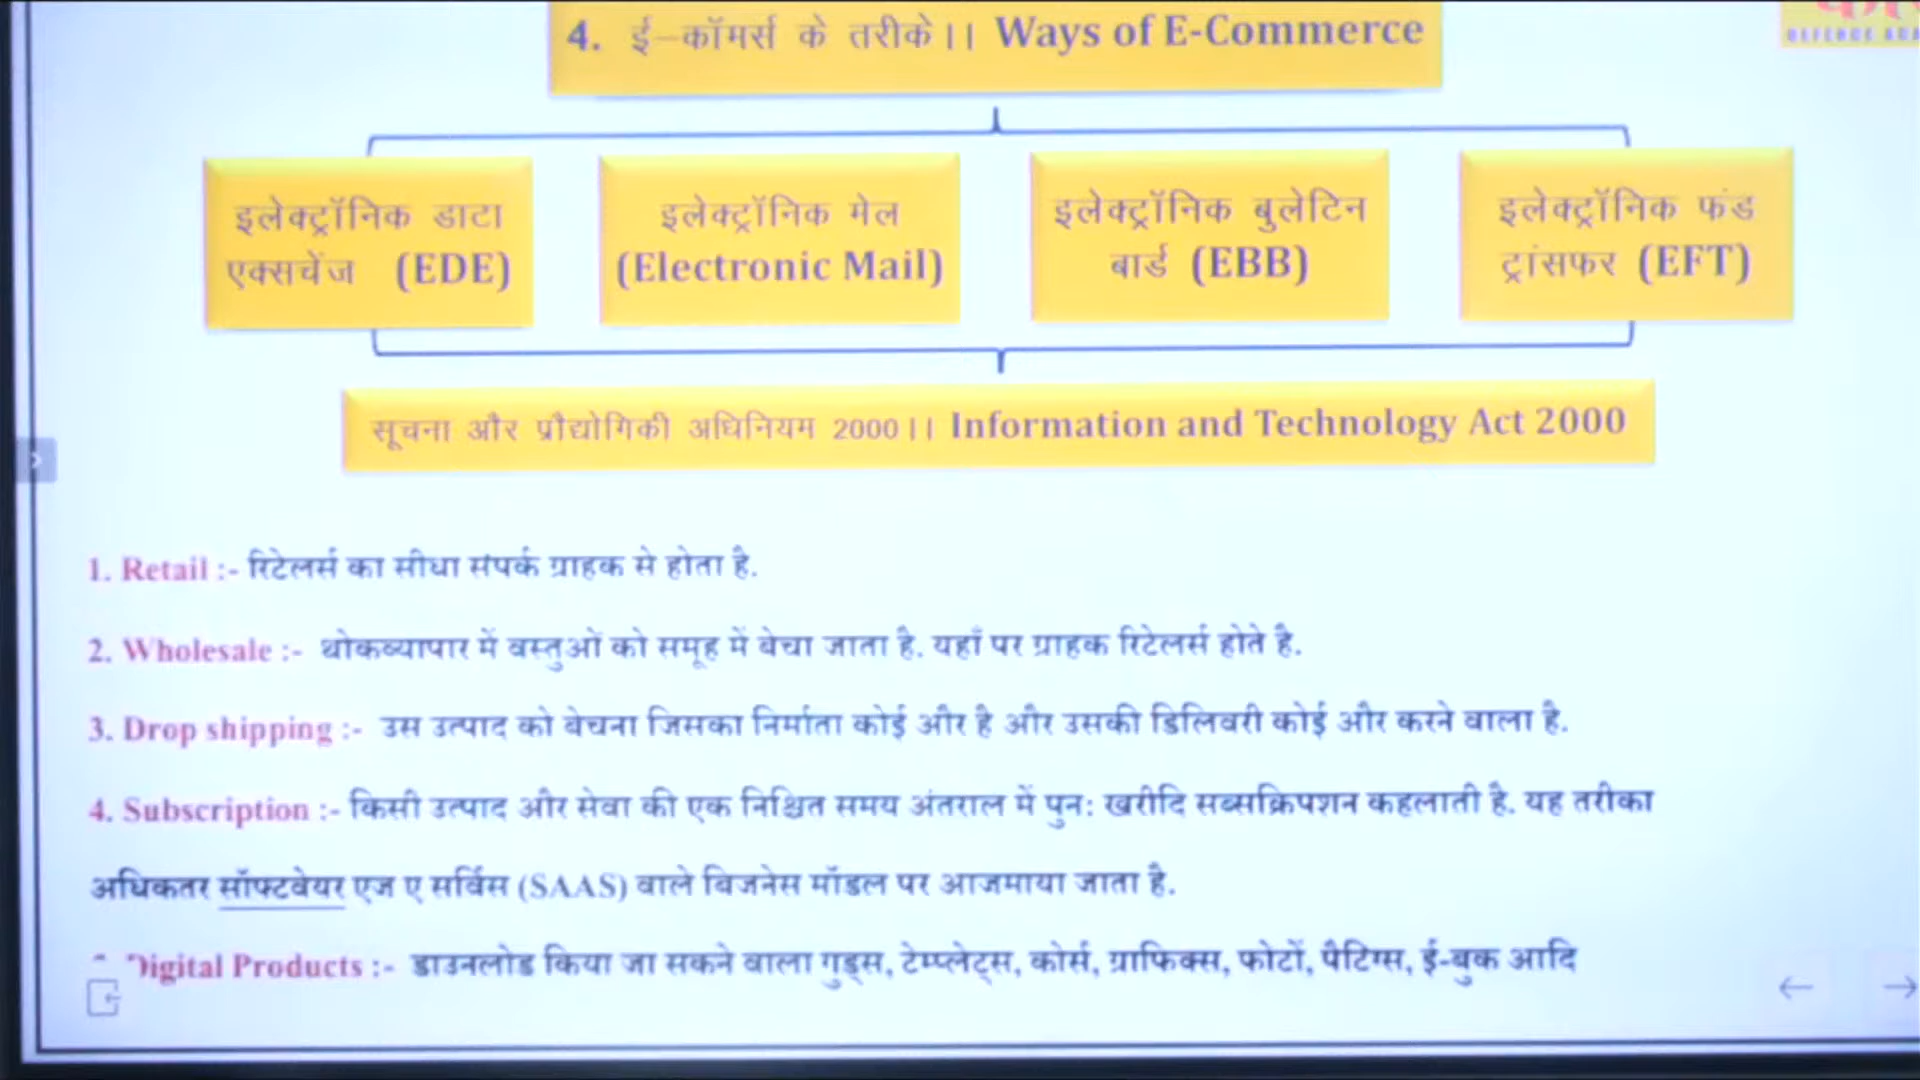 4. ई–कॉमर्स के तरीके।। Ways of E-Commerce
इलेक्ट्रॉनिक डाटा
एक्सचेंज (EDE)
इलेक्ट्रॉनिक मेल
(Electronic Mail)
इलेक्ट्रॉनिक बुलेटिन
बार्ड (EBB)
इलेक्ट्रॉनिक फंड
ट्रांसफर (EFT)
सूचना और प्रौद्योगिकी अधिनियम 2000।। Information and Technology Act 2000
1. Retail :- रिटेलर्स का सीधा संपर्क ग्राहक से होता है.
2. Wholesale :- थोकव्यापार में वस्तुओं को समूह में बेचा जाता है. यहाँ पर ग्राहक रिटेलर्स होते है.
3. Drop shipping :- उस उत्पाद को बेचना जिसका निर्माता कोई और है और उसकी डिलिवरी कोई और करने वाला है.
4. Subscription :- किसी उत्पाद और सेवा की एक निश्चित समय अंतराल में पुन: खरीदि सब्सक्रिपशन कहलाती है. यह तरीका
अधिकतर सॉफ्टवेयर एज ए सर्विस (SAAS) वाले बिजनेस मॉडल पर आजमाया जाता है.
Digital Products :- डाउनलोड किया जा सकने वाला गुड्स, टेम्प्लेट्स, कोर्स, ग्राफिक्स, फोटों, पैटिंग्स, ई-बुक आदि